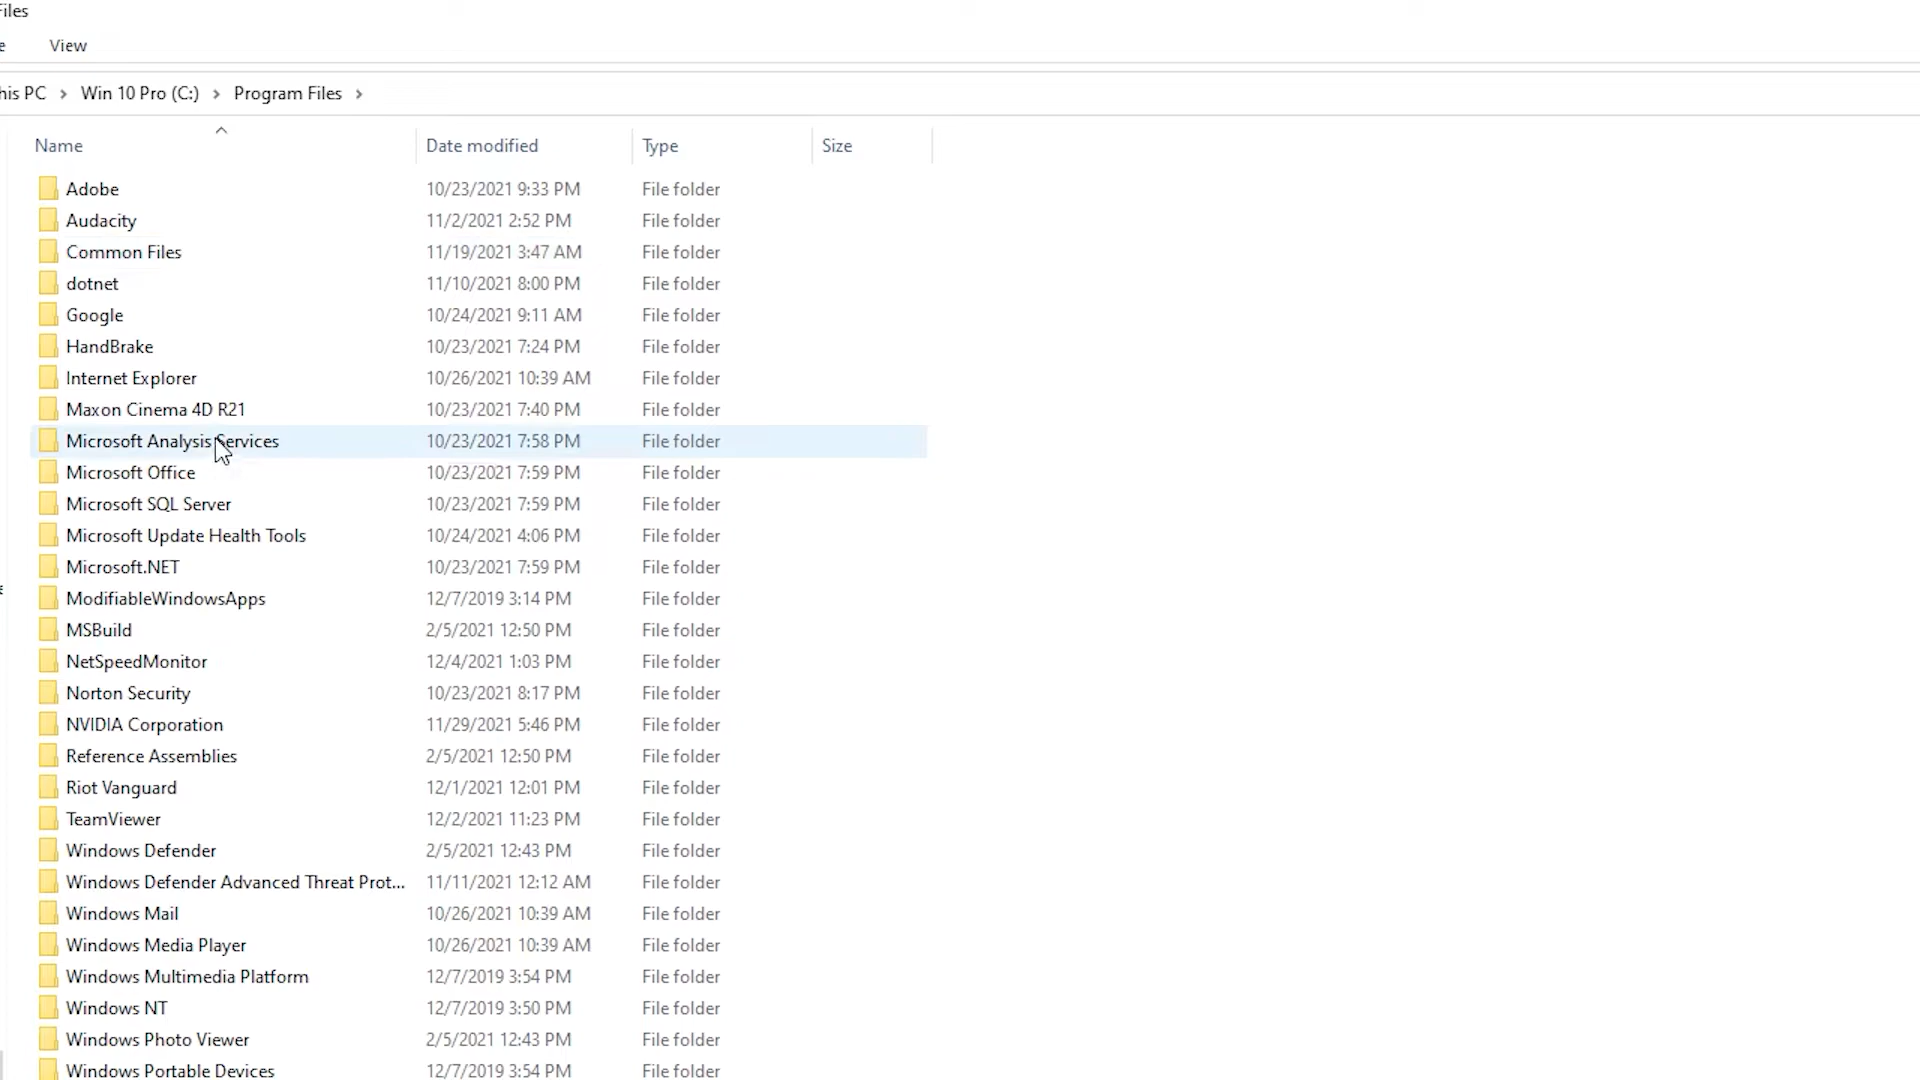 Files
View
his PC > Win 10 Pro (C:) > Program Files >
Name Date modified Type Size
Adobe 10/23/2021 9:33 PM File folder
Audacity 11/2/2021 2:52 PM File folder
Common Files 11/19/2021 3:47 AM File folder
dotnet 11/10/2021 8:00 PM File folder
Google 10/24/2021 9:11 AM File folder
HandBrake 10/23/2021 7:24 PM File folder
Internet Explorer 10/26/2021 10:39 AM File folder
Maxon Cinema 4D R21 10/23/2021 7:40 PM File folder
Microsoft Analysis Services 10/23/2021 7:58 PM File folder
Microsoft Office 10/23/2021 7:59 PM File folder
Microsoft SQL Server 10/23/2021 7:59 PM File folder
Microsoft Update Health Tools 10/24/2021 4:06 PM File folder
Microsoft.NET 10/23/2021 7:59 PM File folder
ModifiableWindowsApps 12/7/2019 3:14 PM File folder
MSBuild 2/5/2021 12:50 PM File folder
NetSpeedMonitor 12/4/2021 1:03 PM File folder
Norton Security 10/23/2021 8:17 PM File folder
NVIDIA Corporation 11/29/2021 5:46 PM File folder
Reference Assemblies 2/5/2021 12:50 PM File folder
Riot Vanguard 12/1/2021 12:01 PM File folder
TeamViewer 12/2/2021 11:23 PM File folder
Windows Defender 2/5/2021 12:43 PM File folder
Windows Defender Advanced Threat Prot... 11/11/2021 12:12 AM File folder
Windows Mail 10/26/2021 10:39 AM File folder
Windows Media Player 10/26/2021 10:39 AM File folder
Windows Multimedia Platform 12/7/2019 3:54 PM File folder
Windows NT 12/7/2019 3:50 PM File folder
Windows Photo Viewer 2/5/2021 12:43 PM File folder
Windows Portable Devices 12/7/2019 3:54 PM File folder